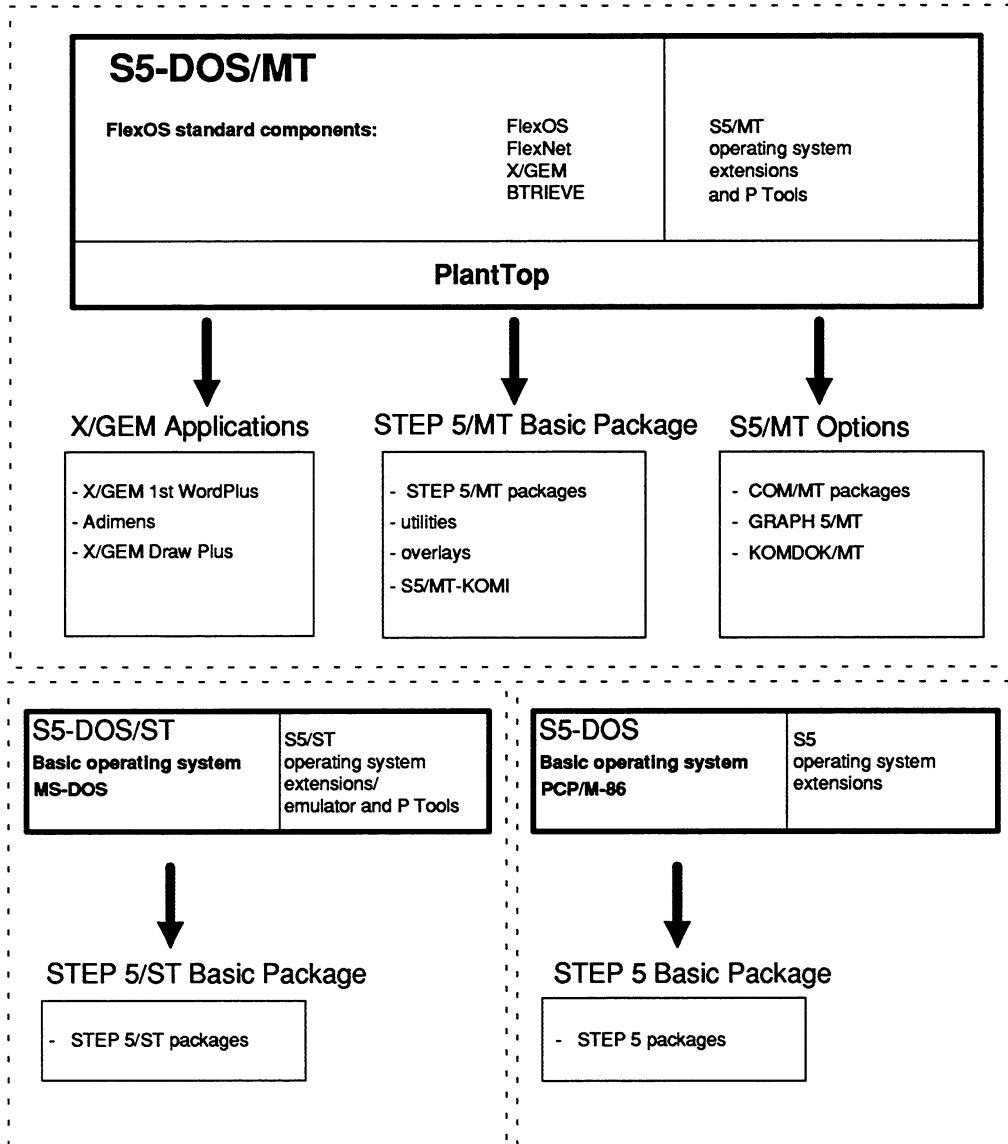 S5-DOS/MT
FlexOS standard components:
FlexOS
FlexNet
X/GEM
BTRIEVE
S5/MT
operating system
extensions
and P Tools
PlantTop
X/GEM Applications
- X/GEM 1st WordPlus
- Adimens
- X/GEM Draw Plus
STEP 5/MT Basic Package
- STEP 5/MT packages
- utilities
- overlays
- S5/MT-KOMI
S5/MT Options
- COM/MT packages
- GRAPH 5/MT
- KOMDOK/MT
S5-DOS/ST
Basic operating system
MS-DOS
S5/ST
operating system
extensions/
emulator and P Tools
STEP 5/ST Basic Package
- STEP 5/ST packages
S5-DOS
Basic operating system
PCP/M-86
S5
operating system
extensions
STEP 5 Basic Package
- STEP 5 packages